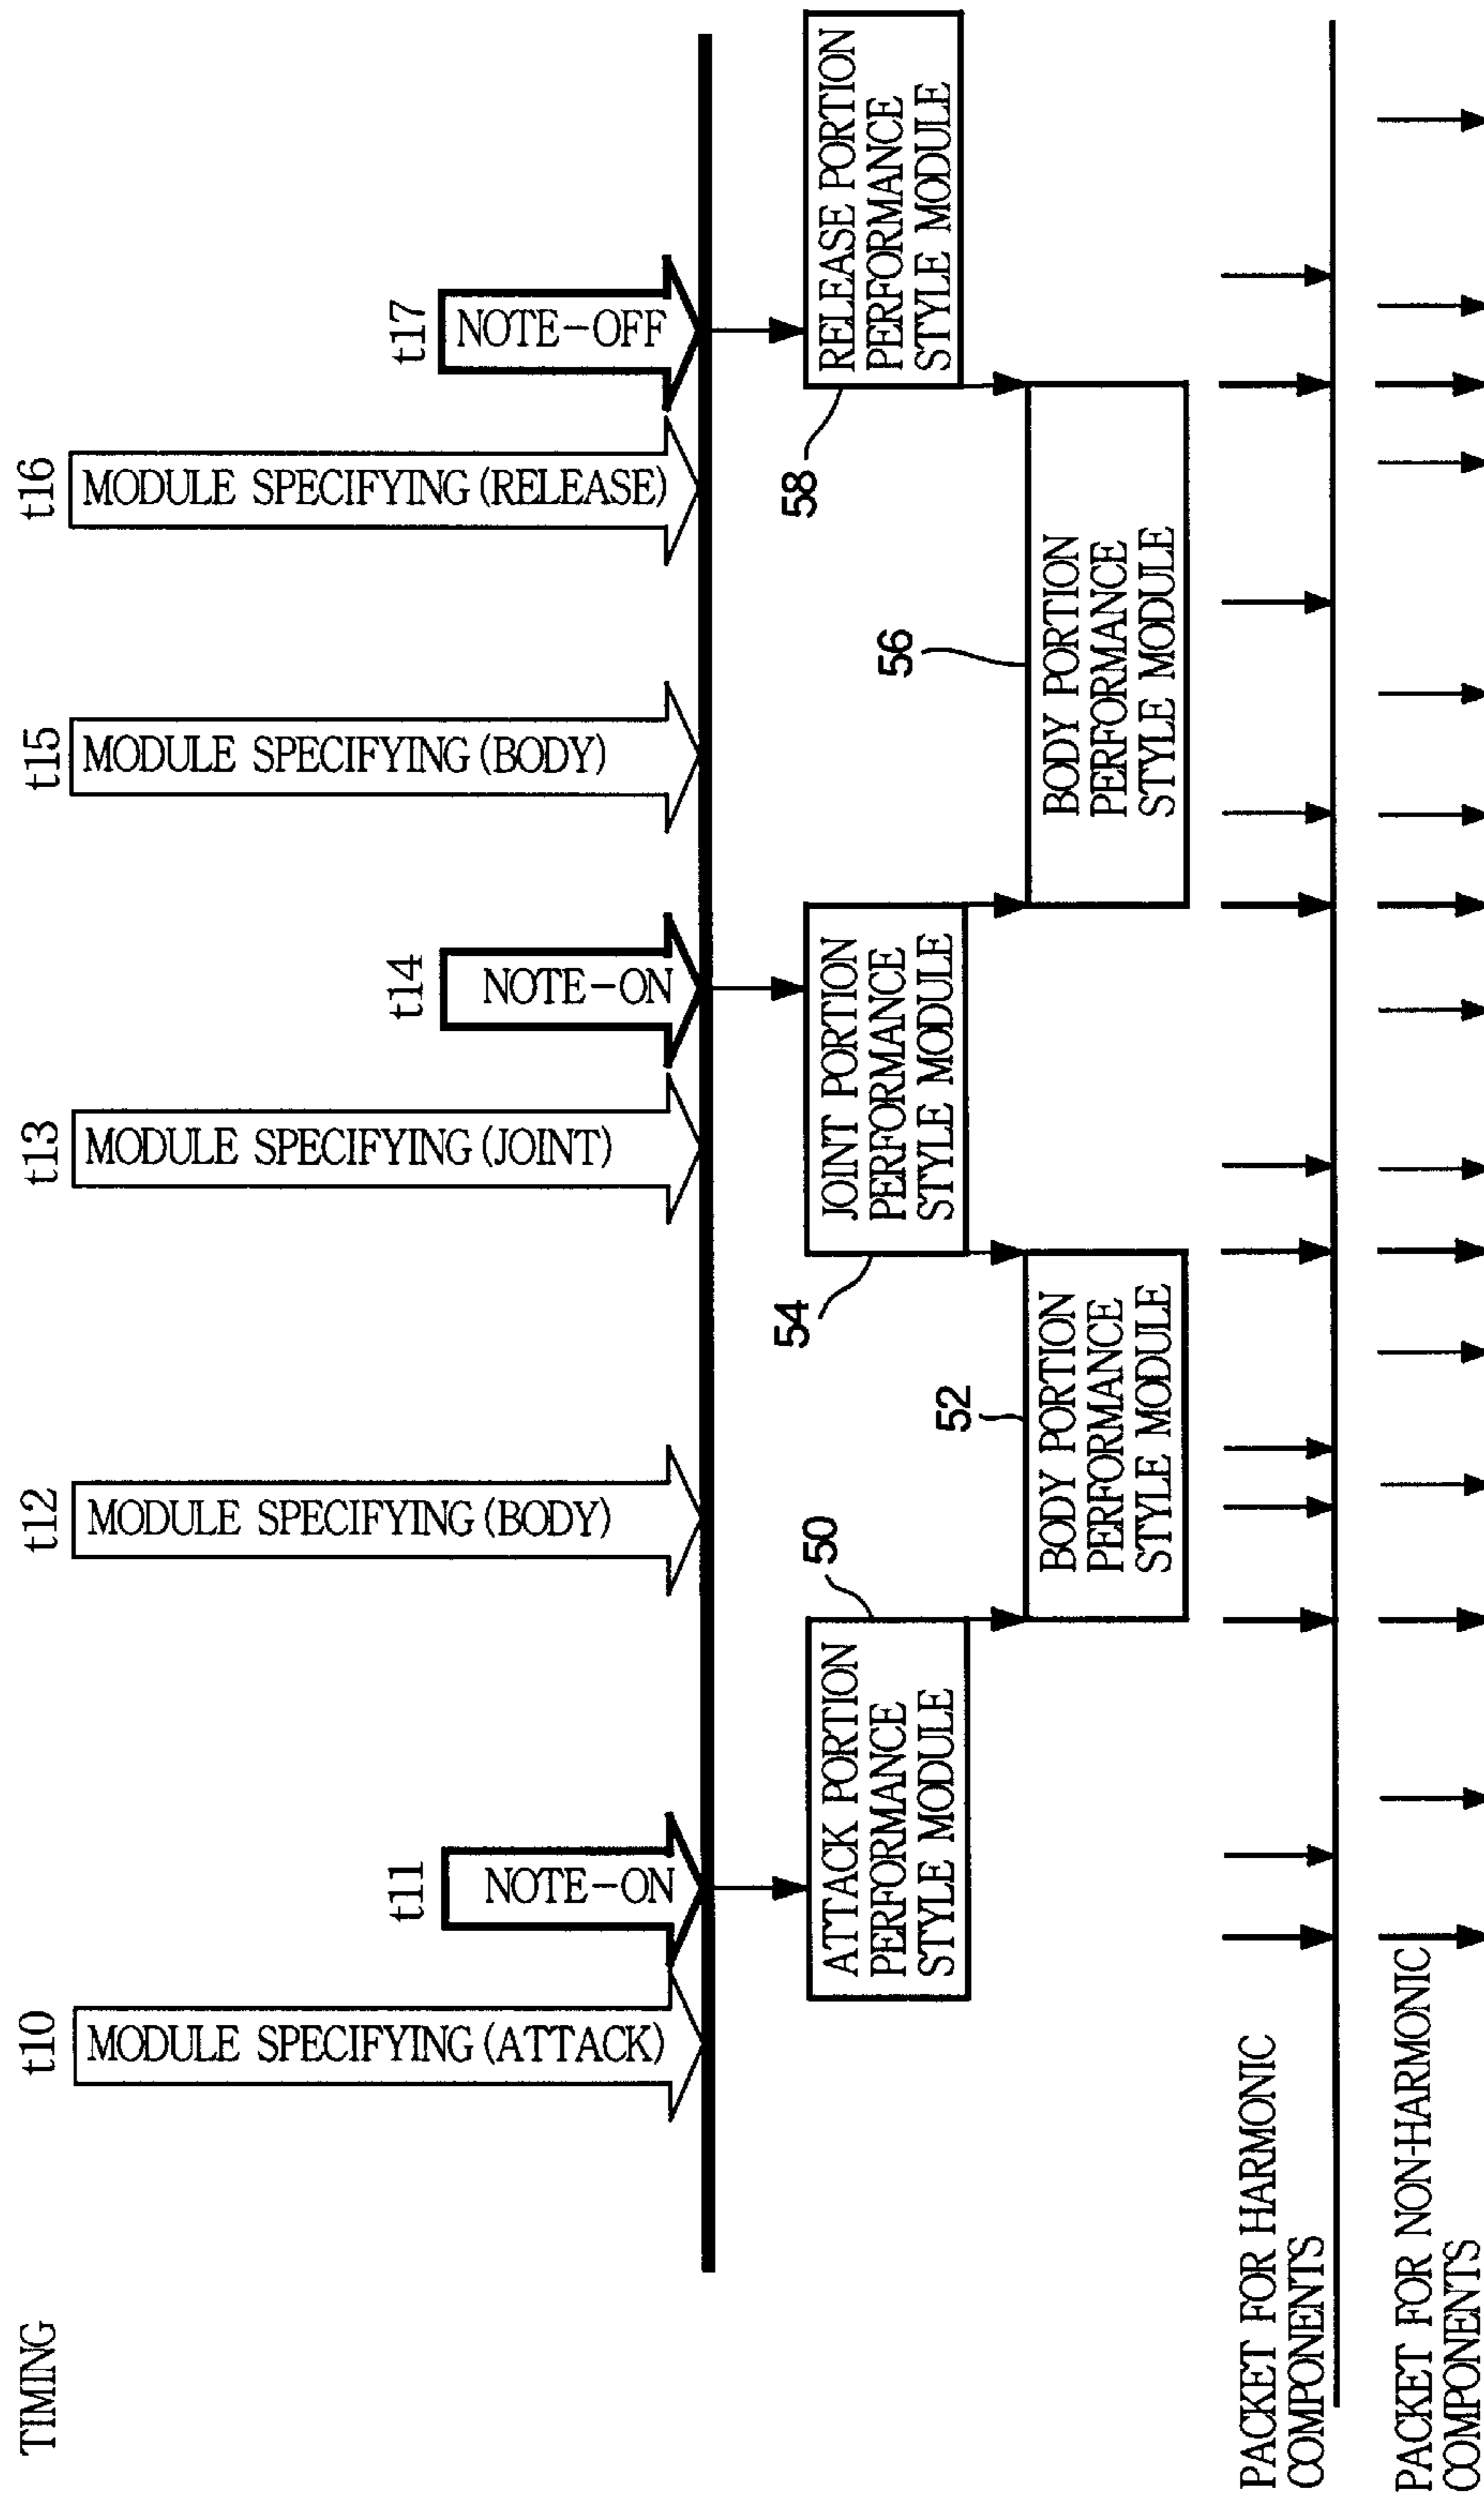 TIMING
t10
t11
t12
t13
t14
t15
t16
t17
MODULE SPECIFYING (ATTACK)
NOTE-ON
MODULE SPECIFYING (BODY)
MODULE SPECIFYING (JOINT)
NOTE-ON
MODULE SPECIFYING (BODY)
MODULE SPECIFYING (RELEASE)
NOTE-OFF
50
ATTACK PORTION
PERFORMANCE
STYLE MODULE
52
BODY PORTION
PERFORMANCE
STYLE MODULE
54
JOINT PORTION
PERFORMANCE
STYLE MODULE
56
BODY PORTION
PERFORMANCE
STYLE MODULE
58
RELEASE PORTION
PERFORMANCE
STYLE MODULE
PACKET FOR HARMONIC
COMPONENTS
PACKET FOR NON-HARMONIC
COMPONENTS